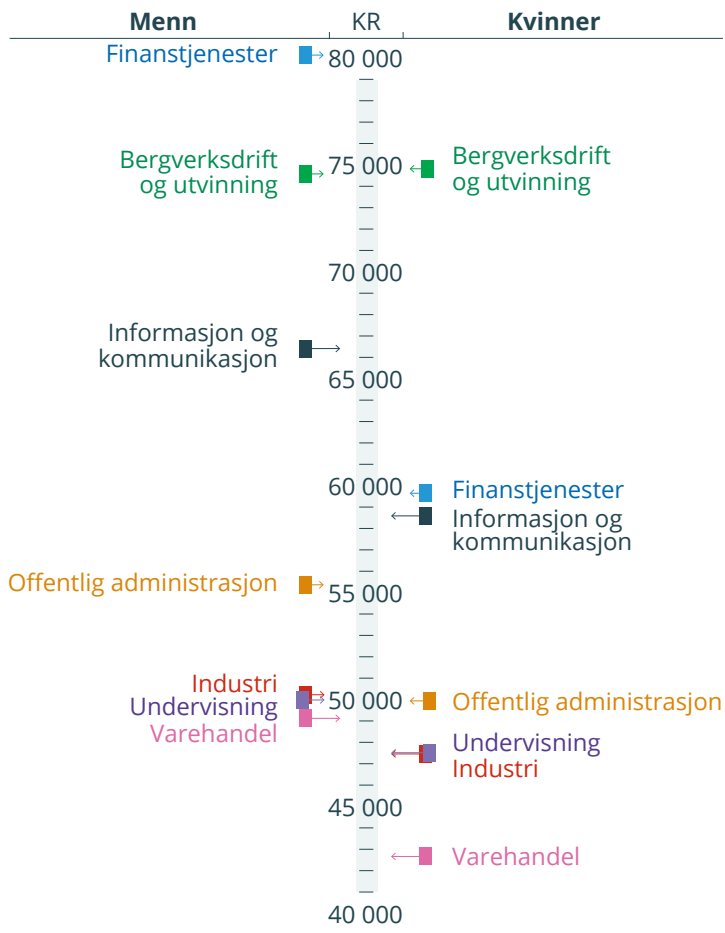 Menn KR Kvinner
Finanstjenester
80 000
Bergverksdrift
og utvinning
75 000
Bergverksdrift
og utvinning
70 000
Informasjon og
kommunikasjon
65 000
60 000
Finanstjenester
Informasjon og
kommunikasjon
Offentlig administrasjon
55 000
Industri
Undervisning
Varehandel
50 000
Offentlig administrasjon
Undervisning
Industri
45 000
Varehandel
40 000